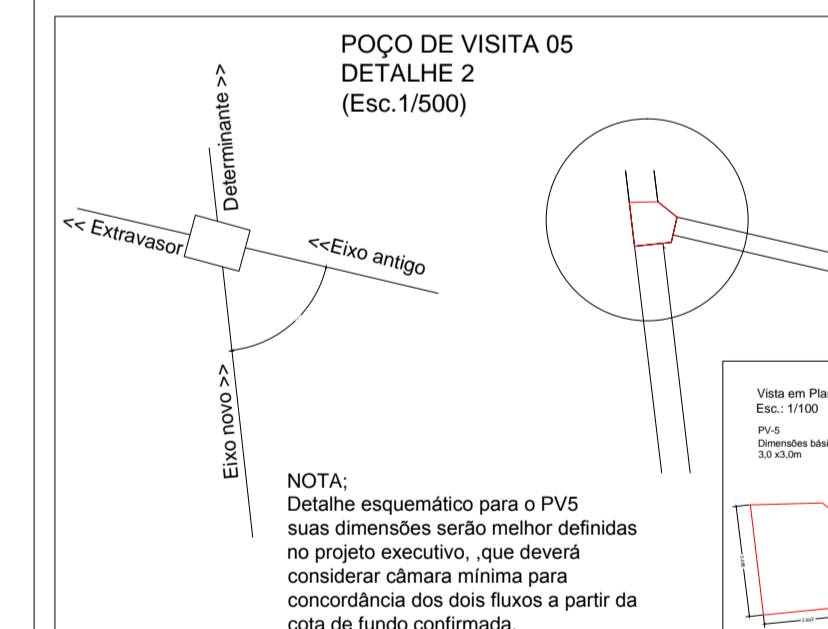 POÇO DE VISITA 05
DETALHE 2
(Esc.1/500)
Determinante >>
<< Extravasor
<<Eixo antigo
Eixo novo >>
NOTA;
Detalhe esquemático para o PV5
suas dimensões serão melhor definidas
no projeto executivo, ,que deverá
considerar câmara mínima para
concordância dos dois fluxos a partir da
cota de fundo confirmada.
Vista em Pla
Esc.: 1/100
PV-5
Dimensões bási
3,0 x3,0m